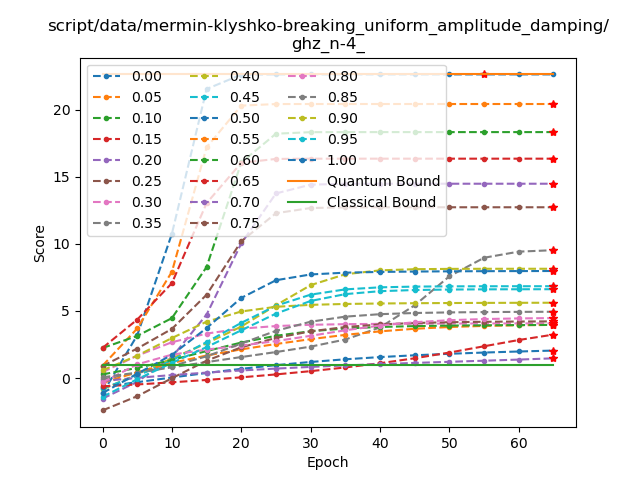 script/data/mermin-klyshko-breaking_uniform_amplitude_damping/
ghz_n-4_
0.00 0.40 0.80
0.05 0.45 0.85
0.10 0.50 0.90
0.15 0.55 0.95
0.20 0.60 1.00
0.25 0.65 Quantum Bound
0.30 0.70 Classical Bound
0.35 0.75
20
15
10
5
0
Score
0 10 20 30 40 50 60
Epoch